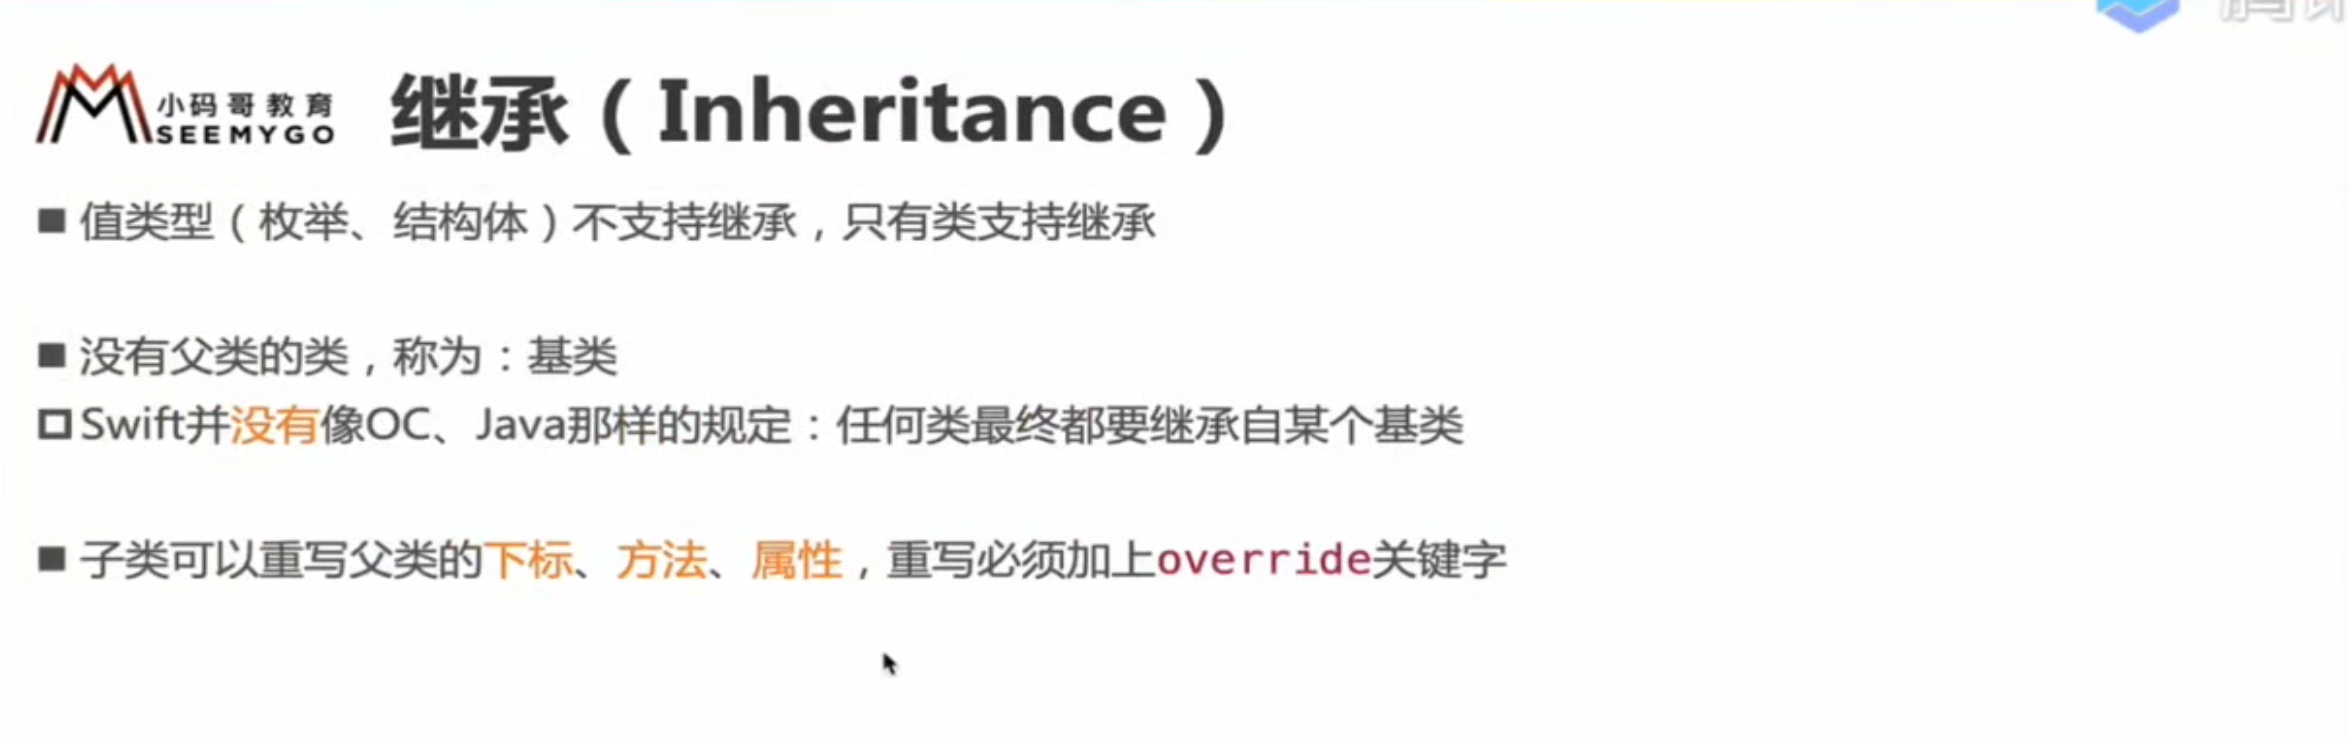 小码哥教育
SEEMYGO
继承（Inheritance）
■ 值类型（枚举、结构体）不支持继承，只有类支持继承
■ 没有父类的类，称为：基类
□ Swift并没有像OC、Java那样的规定：任何类最终都要继承自某个基类
■ 子类可以重写父类的下标、方法、属性，重写必须加上override关键字